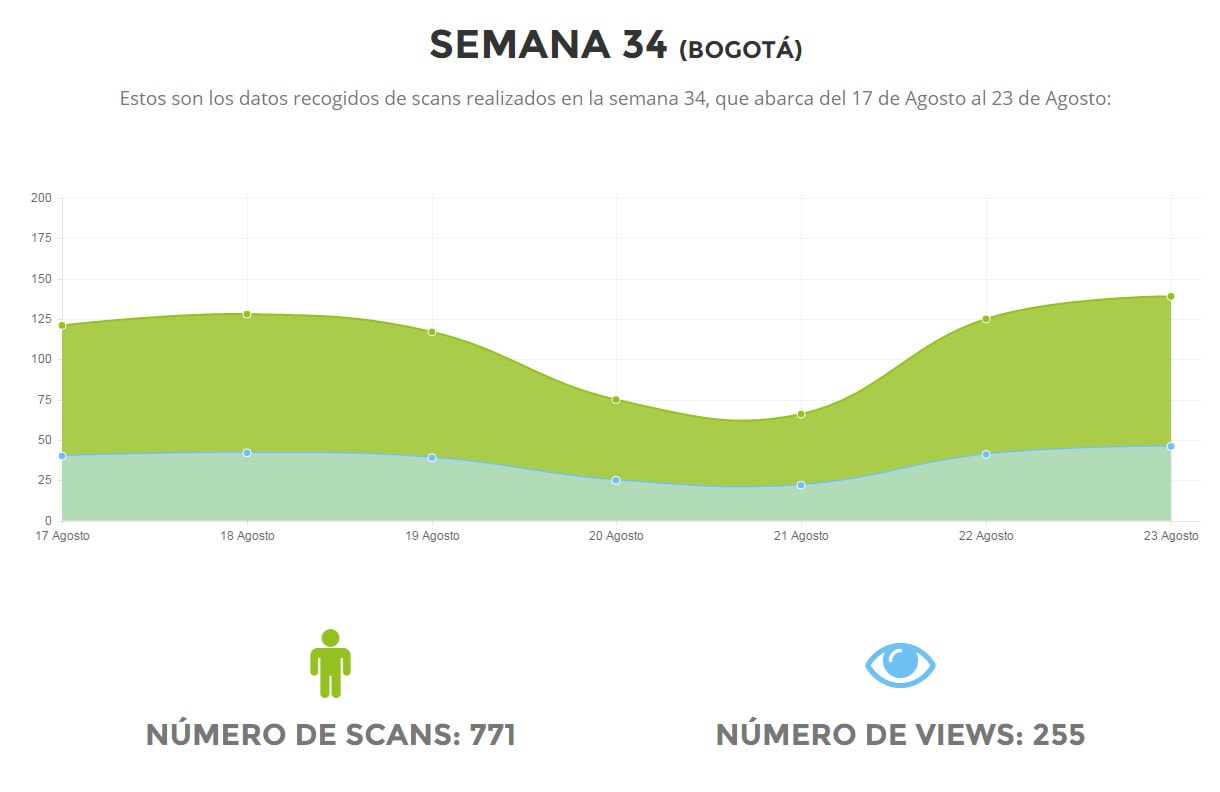 SEMANA 34 (BOGOTÁ)
Estos son los datos recogidos de scans realizados en la semana 34, que abarca del 17 de Agosto al 23 de Agosto:
200
175
150
125
100
75
50
25
0
17 Agosto 18 Agosto 19 Agosto 20 Agosto 21 Agosto 22 Agosto 23 Agosto
NÚMERO DE SCANS: 771 NÚMERO DE VIEWS: 255